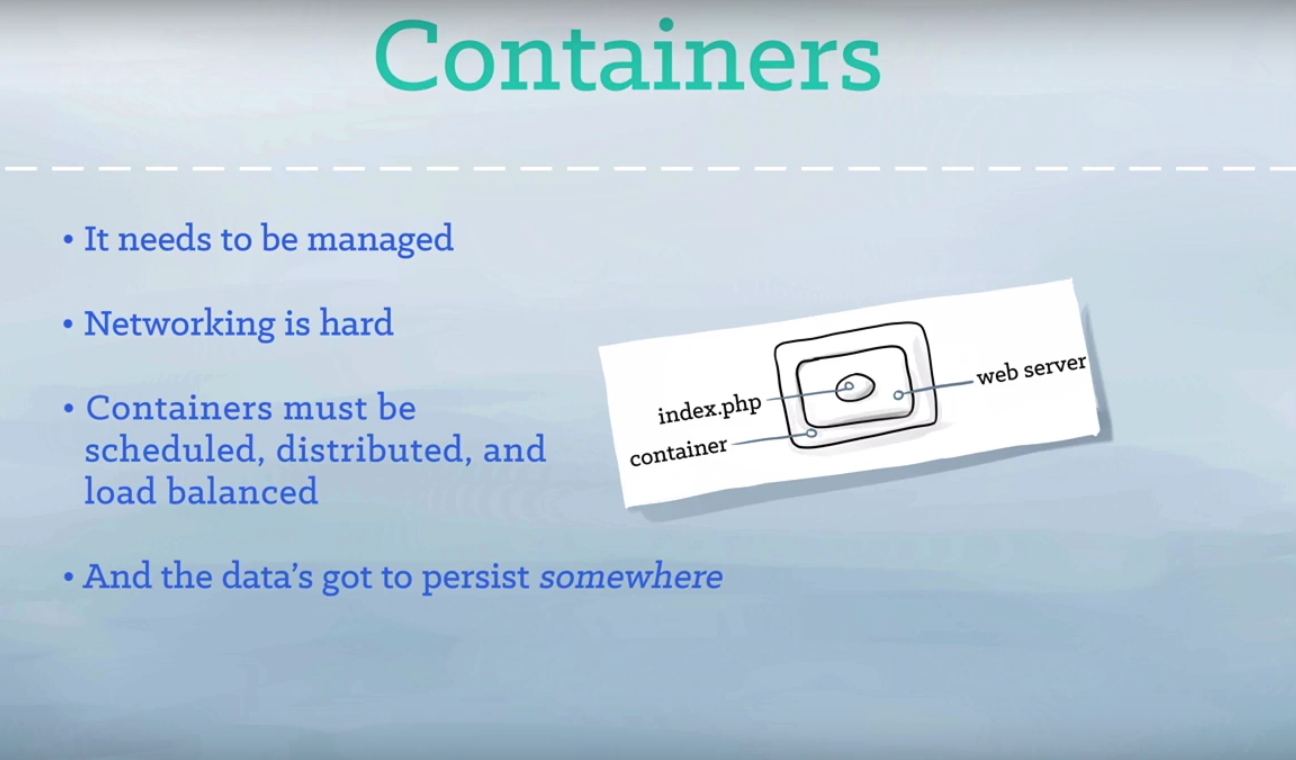 Containers
• It needs to be managed
• Networking is hard
• Containers must be
scheduled, distributed, and
load balanced
• And the data's got to persist somewhere
index.php
container
web server